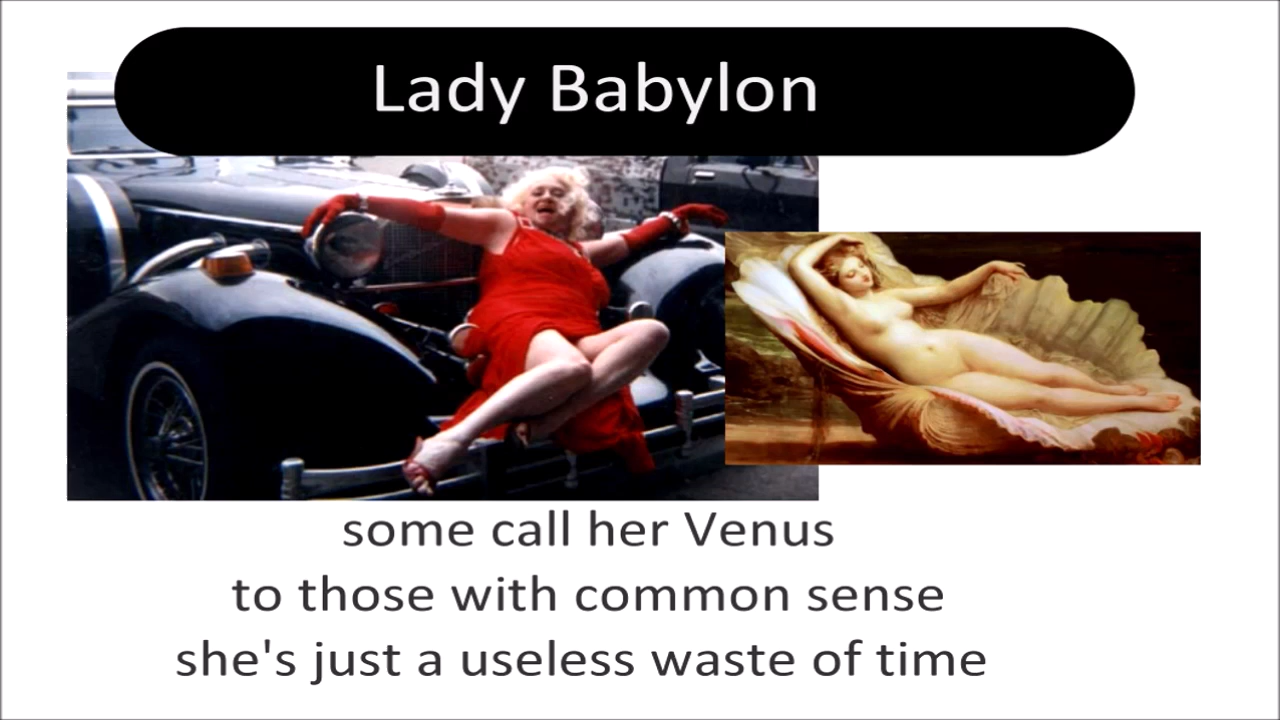 Lady Babylon
some call her Venus
to those with common sense
she's just a useless waste of time